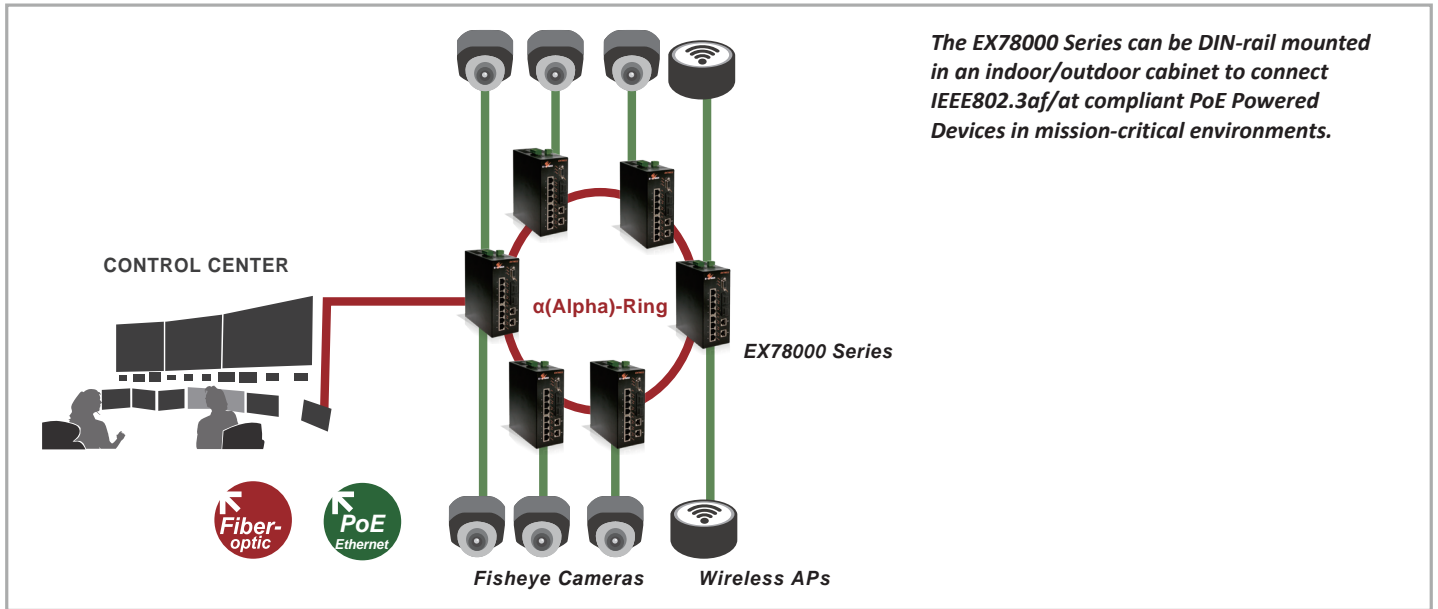 The EX78000 Series can be DIN-rail mounted
in an indoor/outdoor cabinet to connect
IEEE802.3af/at compliant PoE Powered
Devices in mission-critical environments.
CONTROL CENTER
α(Alpha)-Ring
EX78000 Series
Fiber-
optic
PoE
Ethernet
Fisheye Cameras
Wireless APs